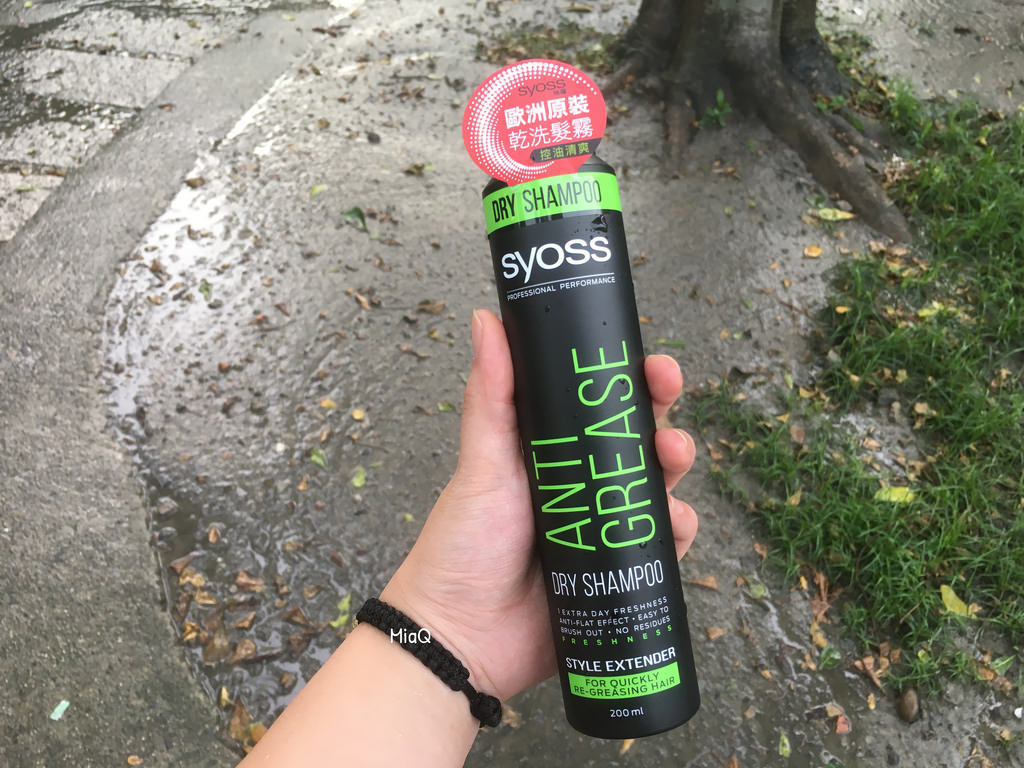 syoss
歐洲原裝
乾洗髮霧
控油清爽
DRY SHAMPOO
syoss
PROFESSIONAL PERFORMANCE
ANTI
GREASE
DRY SHAMPOO
1 EXTRA DAY FRESHNESS
ANTI-FLAT EFFECT • EASY TO
BRUSH OUT • NO RESIDUES
FRESHNESS
STYLE EXTENDER
FOR QUICKLY
RE-GREASING HAIR
200 ml
MiaQ